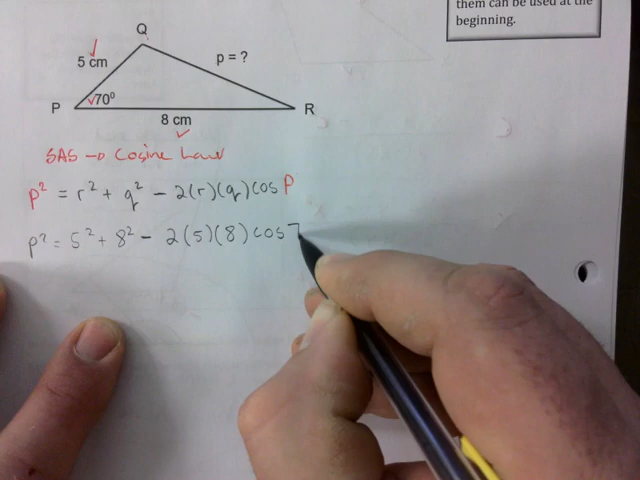 them can be used at the
beginning.
Q
5 cm
p = ?
P
70⁰
R
8 cm
SAS → Cosine Law
p² = r² + q² − 2(r)(q)cos P
p² = 5² + 8² − 2(5)(8)cos 7